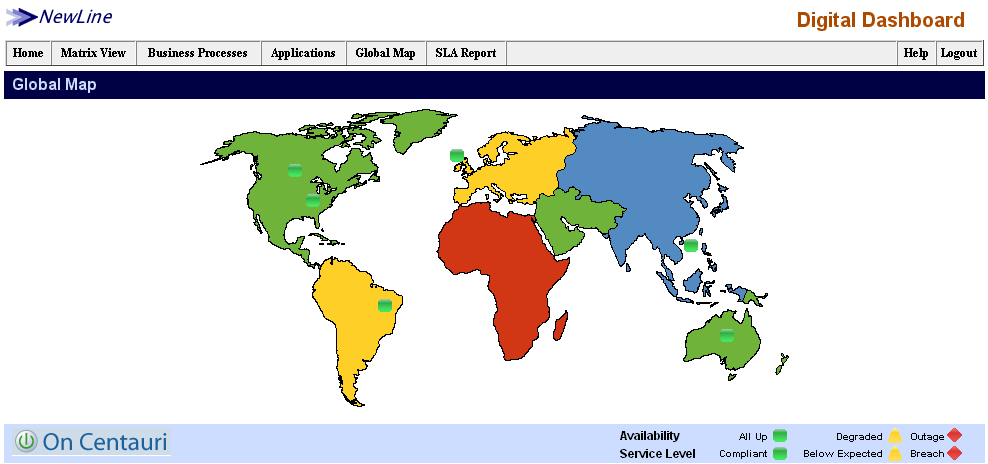 NewLine
Digital Dashboard
Home Matrix View Business Processes Applications Global Map SLA Report Help Logout
Global Map
On Centauri
Availability All Up Degraded Outage
Service Level Compliant Below Expected Breach